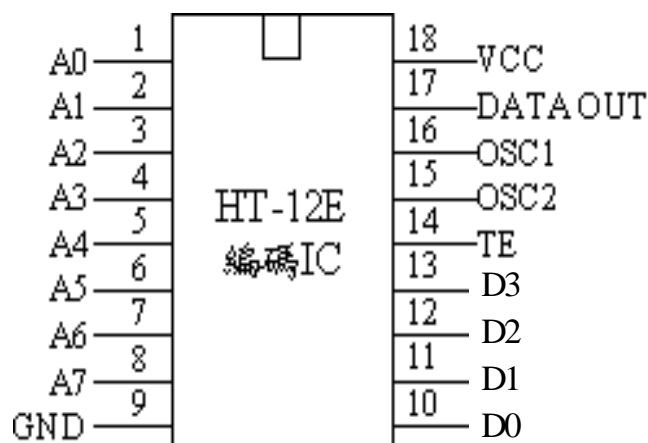 A0 1 18 VCC
A1 2 17 DATAOUT
A2 3 16 OSC1
A3 4 15 OSC2
HT-12E
A4 5 14 TE
編碼IC
A5 6 13 D3
A6 7 12 D2
A7 8 11 D1
GND 9 10 D0